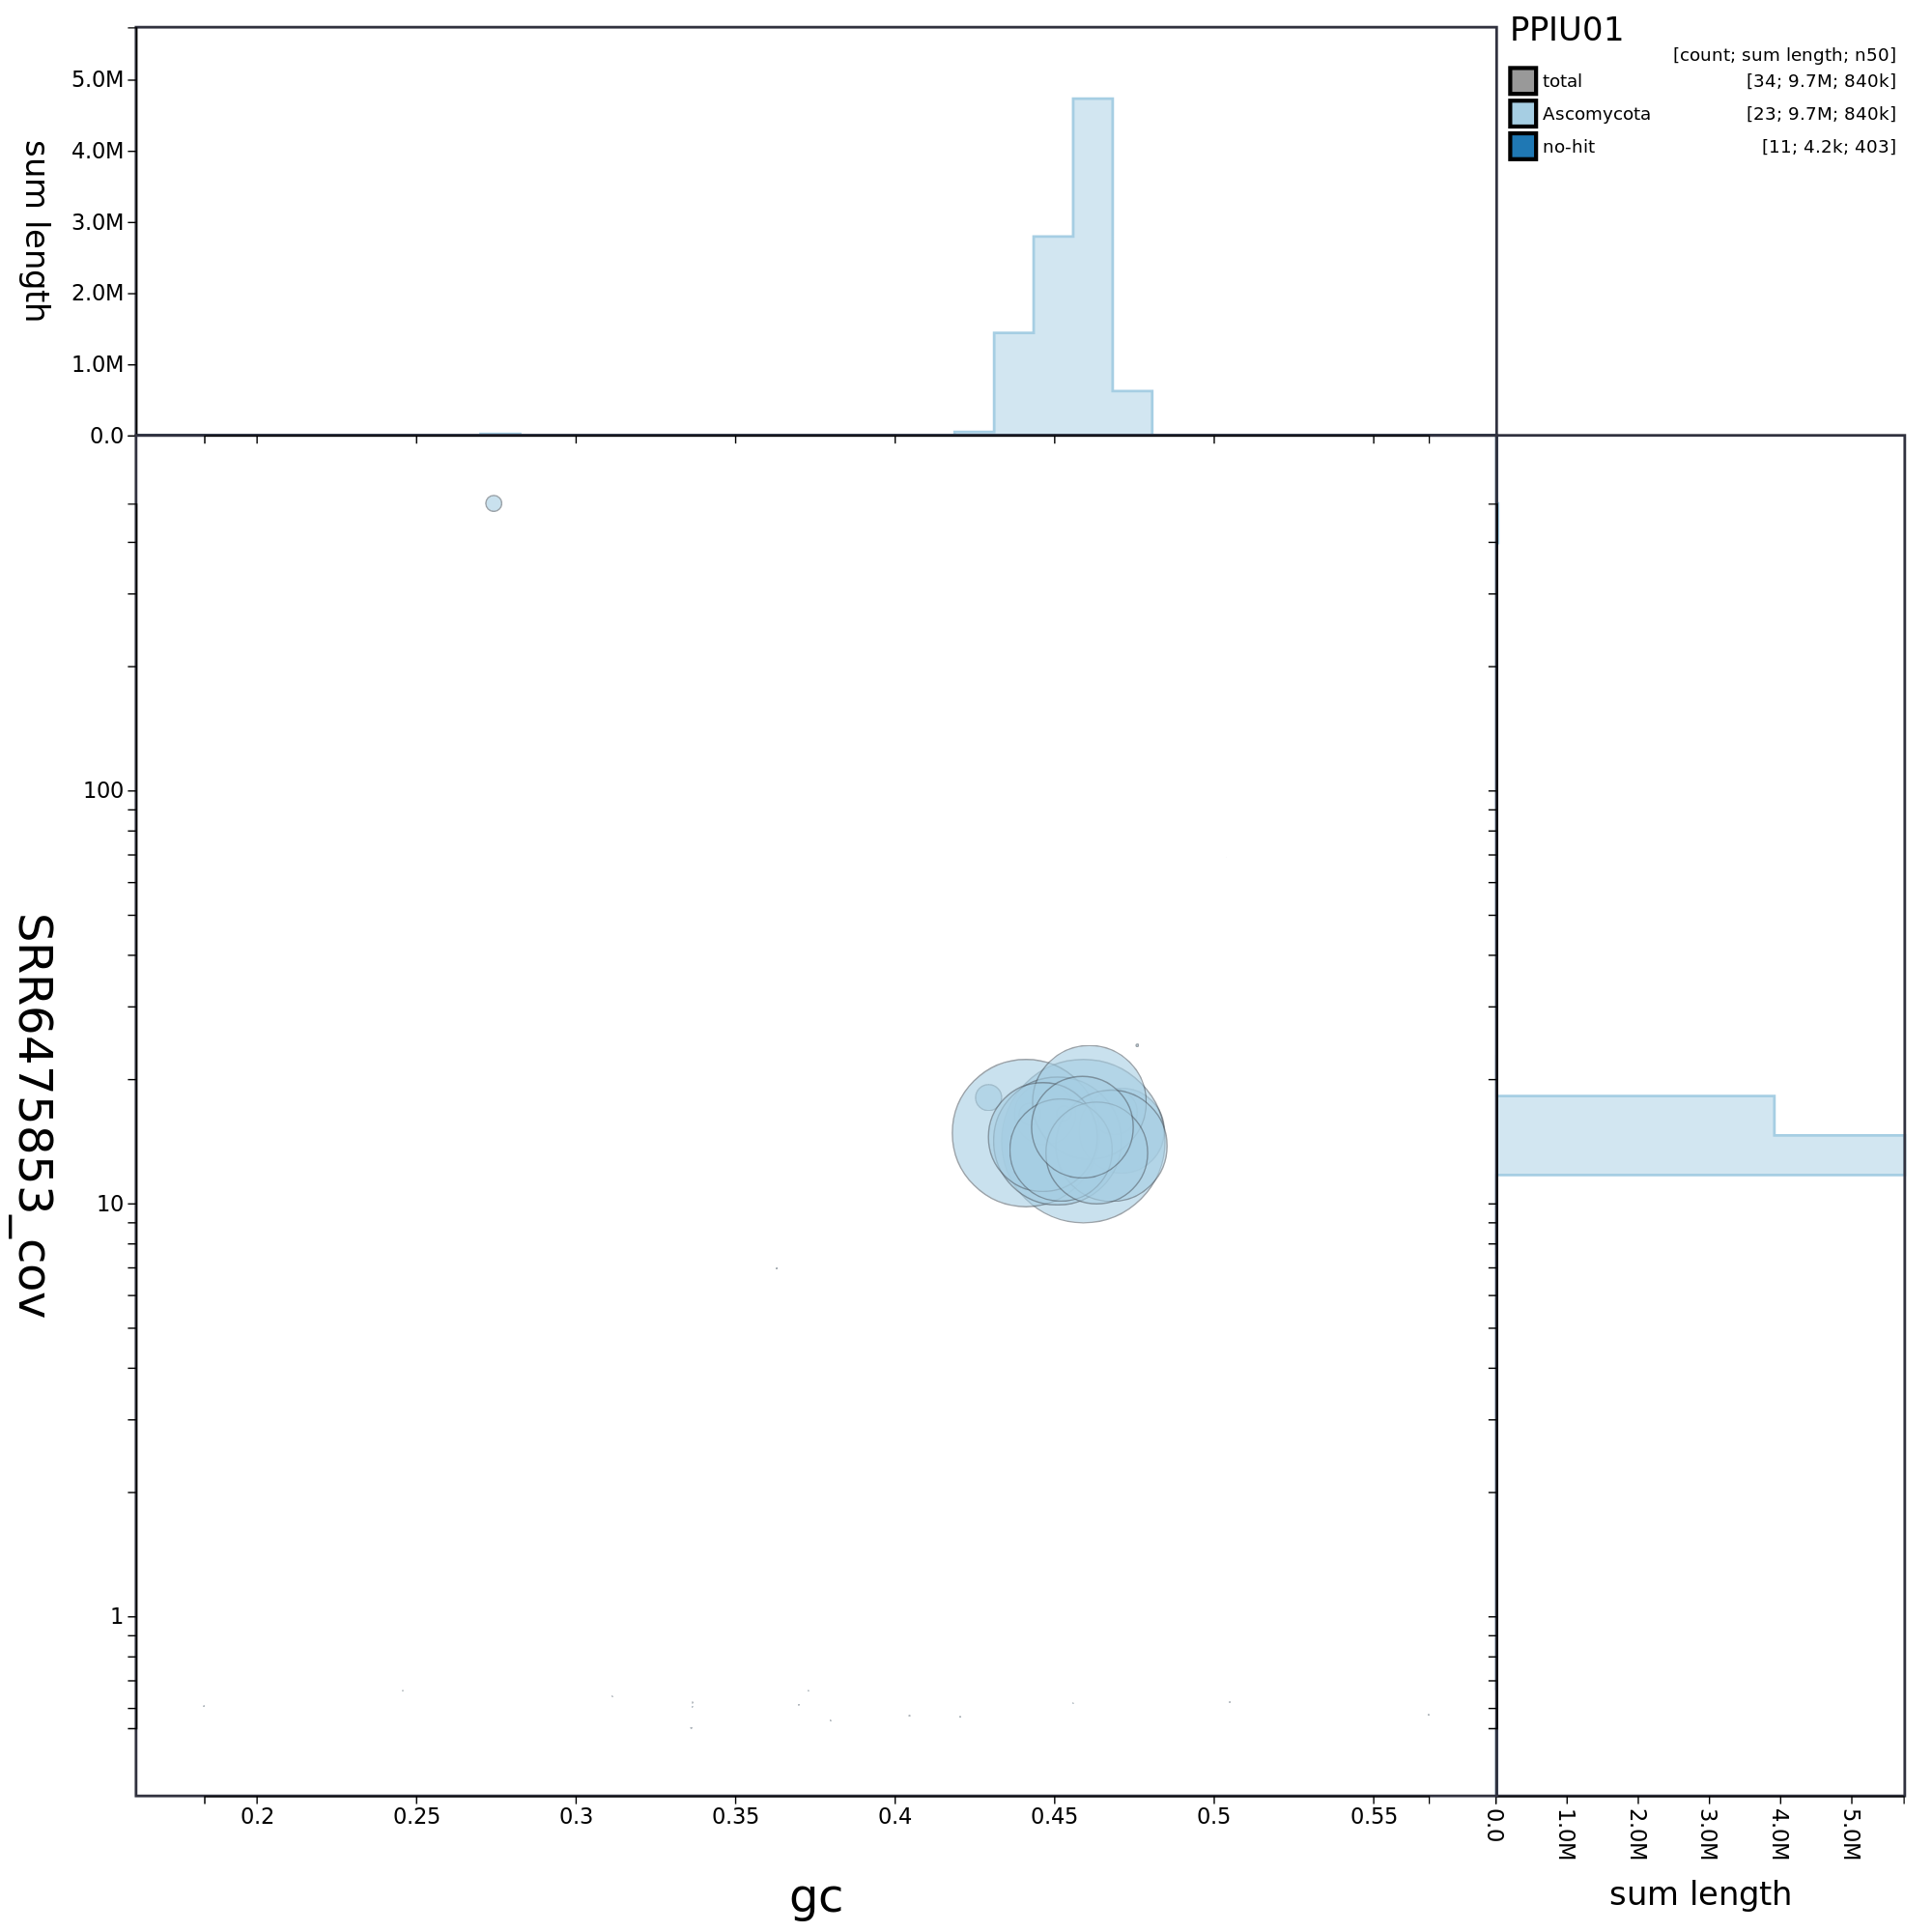 PPIU01
[count; sum length; n50]
total [34; 9.7M; 840k]
Ascomycota [23; 9.7M; 840k]
no-hit [11; 4.2k; 403]
sum length
5.0M
4.0M
3.0M
2.0M
1.0M
0.0
SRR6475853_cov
100
10
1
0.2 0.25 0.3 0.35 0.4 0.45 0.5 0.55
gc
0.0 1.0M 2.0M 3.0M 4.0M 5.0M
sum length